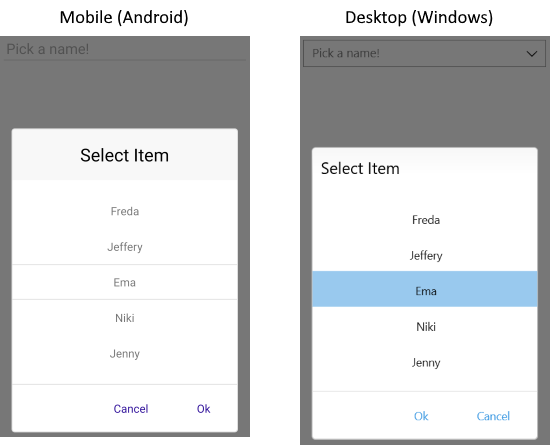 Mobile (Android)
Pick a name!
Select Item
Freda
Jeffery
Ema
Niki
Jenny
Cancel Ok
Desktop (Windows)
Pick a name!
Select Item
Freda
Jeffery
Ema
Niki
Jenny
Ok Cancel